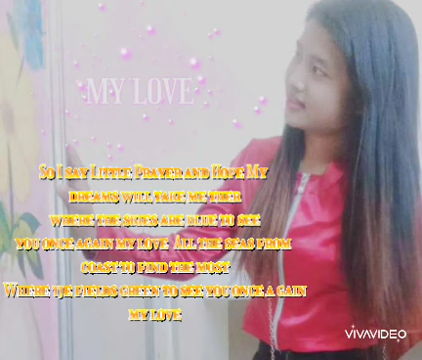 MY LOVE
So I say Little Prayer and Hope My
dreams will take me ther
where the skies are blue to see
you once again my love All the seas from
coast to find the most
Where the fields green to see you once a gain
my love
VIVAVIDEO